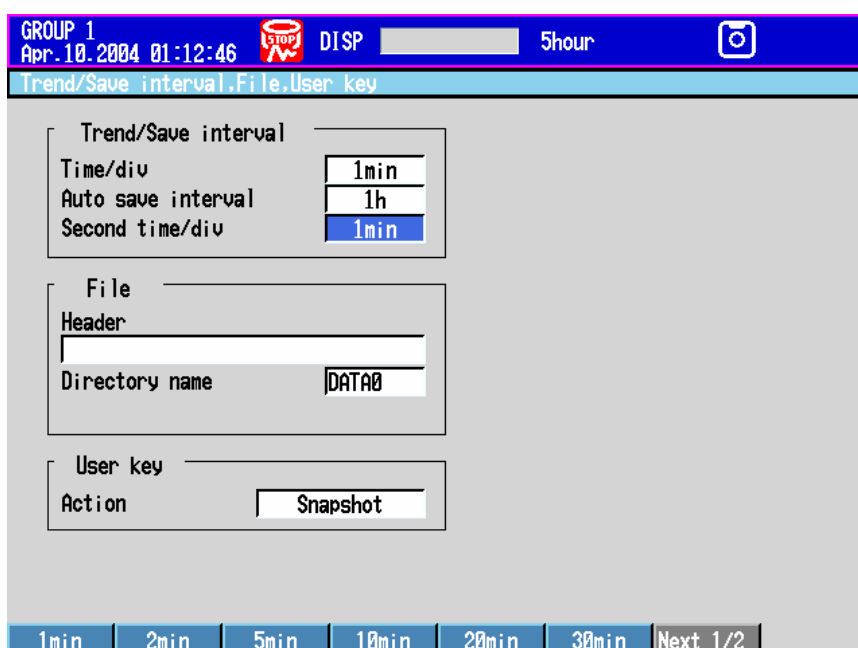 GROUP 1
Apr.10.2004 01:12:46 STOP DISP 5hour
Trend/Save interval,File,User key
Trend/Save interval
Time/div 1min
Auto save interval 1h
Second time/div 1min
File
Header
Directory name DATA0
User key
Action Snapshot
1min 2min 5min 10min 20min 30min Next 1/2